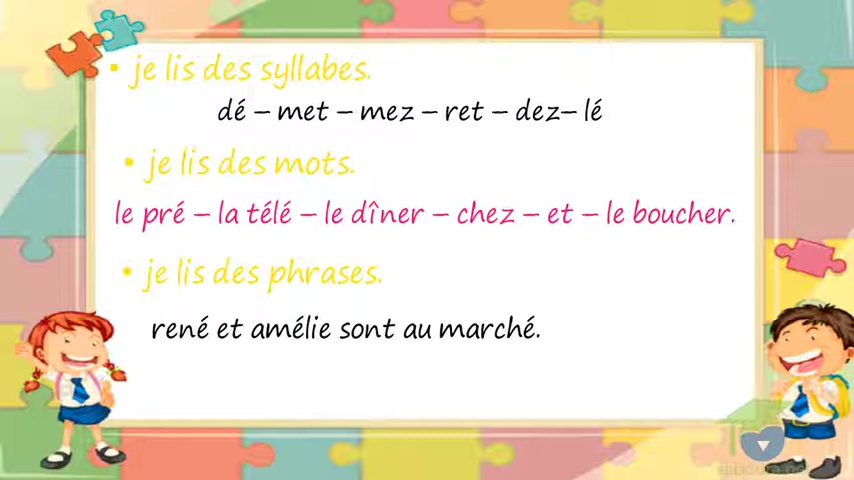 • je lis des syllabes.
dé – met – mez – ret – dez– lé
• je lis des mots.
le pré – la télé – le dîner – chez – et – le boucher.
• je lis des phrases.
rené et amélie sont au marché.